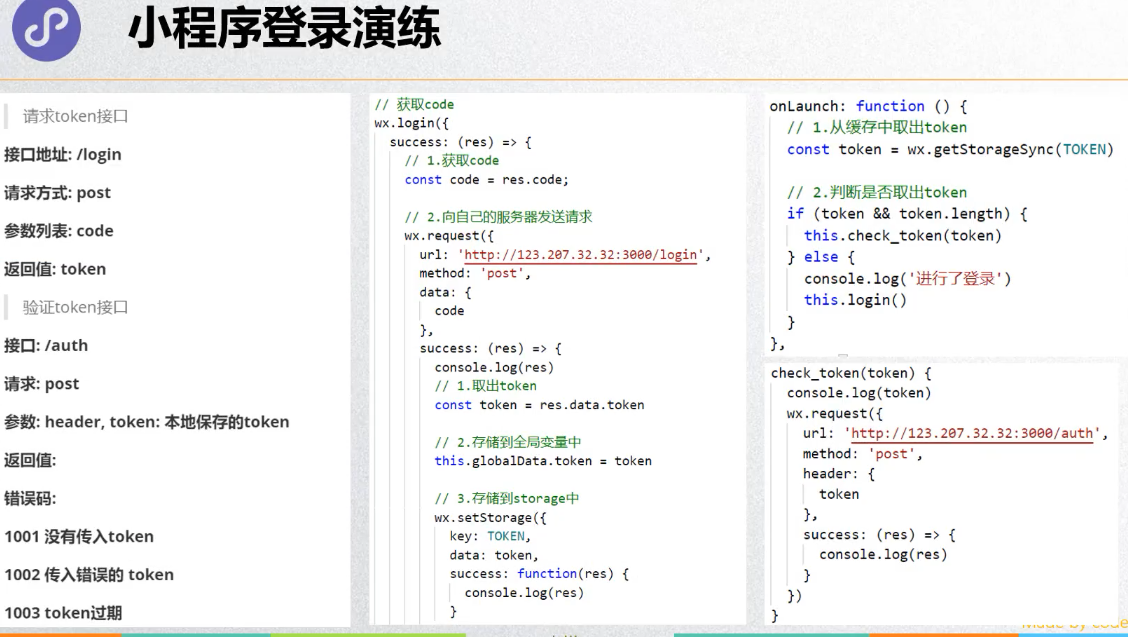 小程序登录演练
请求token接口
接口地址: /login
请求方式: post
参数列表: code
返回值: token
验证token接口
接口: /auth
请求: post
参数: header, token: 本地保存的token
返回值:
错误码:
1001 没有传入token
1002 传入错误的 token
1003 token过期
// 获取code
wx.login({
success: (res) => {
// 1.获取code
const code = res.code;
// 2.向自己的服务器发送请求
wx.request({
url: 'http://123.207.32.32:3000/login',
method: 'post',
data: {
code
},
success: (res) => {
console.log(res)
// 1.取出token
const token = res.data.token
// 2.存储到全局变量中
this.globalData.token = token
// 3.存储到storage中
wx.setStorage({
key: TOKEN,
data: token,
success: function(res) {
console.log(res)
}
onLaunch: function () {
// 1.从缓存中取出token
const token = wx.getStorageSync(TOKEN)
// 2.判断是否取出token
if (token && token.length) {
this.check_token(token)
} else {
console.log('进行了登录')
this.login()
}
},
check_token(token) {
console.log(token)
wx.request({
url: 'http://123.207.32.32:3000/auth',
method: 'post',
header: {
token
},
success: (res) => {
console.log(res)
}
})
}